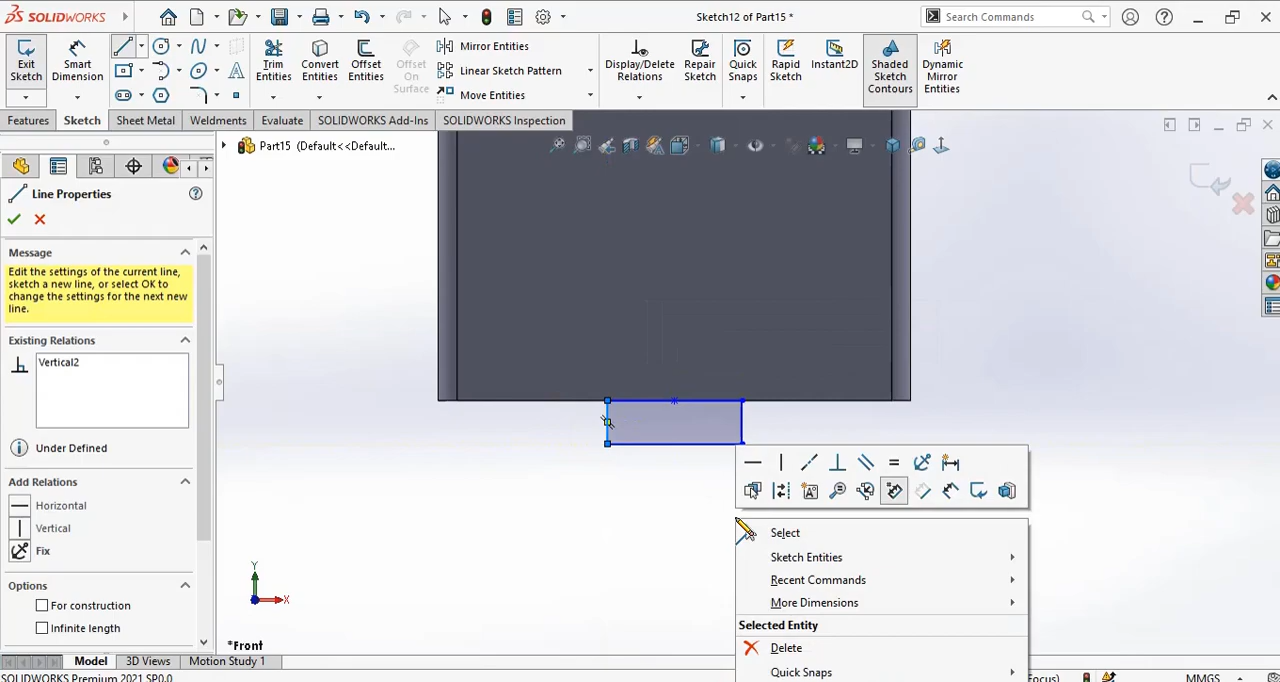 SOLIDWORKS
Sketch12 of Part15 *
Search Commands
Exit Sketch
Smart Dimension
Trim Entities
Convert Entities
Offset Entities
Offset On Surface
Mirror Entities
Linear Sketch Pattern
Move Entities
Display/Delete Relations
Repair Sketch
Quick Snaps
Rapid Sketch
Instant2D
Shaded Sketch Contours
Dynamic Mirror Entities
Features
Sketch
Sheet Metal
Weldments
Evaluate
SOLIDWORKS Add-Ins
SOLIDWORKS Inspection
Part15 (Default<<Default...
Line Properties
Message
Edit the settings of the current line,
sketch a new line, or select OK to
change the settings for the next new
line.
Existing Relations
Vertical2
Under Defined
Add Relations
Horizontal
Vertical
Fix
Options
For construction
Infinite length
Y
X
*Front
Select
Sketch Entities
Recent Commands
More Dimensions
Selected Entity
Delete
Quick Snaps
Model
3D Views
Motion Study 1
SOLIDWORKS Premium 2021 SP0.0
Focus)
MMGS